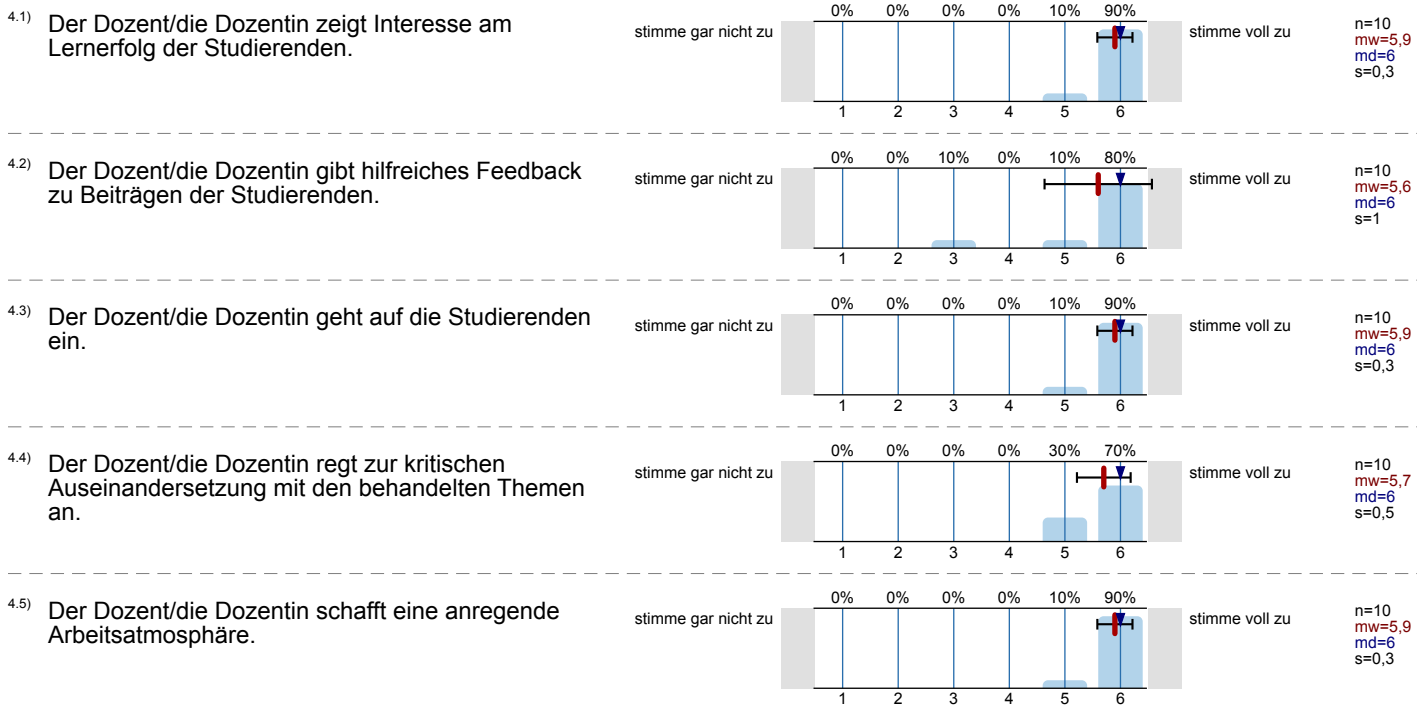 4.1) Der Dozent/die Dozentin zeigt Interesse am
Lernerfolg der Studierenden.
stimme gar nicht zu
0% 0% 0% 0% 10% 90%
1 2 3 4 5 6
stimme voll zu
n=10
mw=5,9
md=6
s=0,3
4.2) Der Dozent/die Dozentin gibt hilfreiches Feedback
zu Beiträgen der Studierenden.
stimme gar nicht zu
0% 0% 10% 0% 10% 80%
1 2 3 4 5 6
stimme voll zu
n=10
mw=5,6
md=6
s=1
4.3) Der Dozent/die Dozentin geht auf die Studierenden
ein.
stimme gar nicht zu
0% 0% 0% 0% 10% 90%
1 2 3 4 5 6
stimme voll zu
n=10
mw=5,9
md=6
s=0,3
4.4) Der Dozent/die Dozentin regt zur kritischen
Auseinandersetzung mit den behandelten Themen
an.
stimme gar nicht zu
0% 0% 0% 0% 30% 70%
1 2 3 4 5 6
stimme voll zu
n=10
mw=5,7
md=6
s=0,5
4.5) Der Dozent/die Dozentin schafft eine anregende
Arbeitsatmosphäre.
stimme gar nicht zu
0% 0% 0% 0% 10% 90%
1 2 3 4 5 6
stimme voll zu
n=10
mw=5,9
md=6
s=0,3